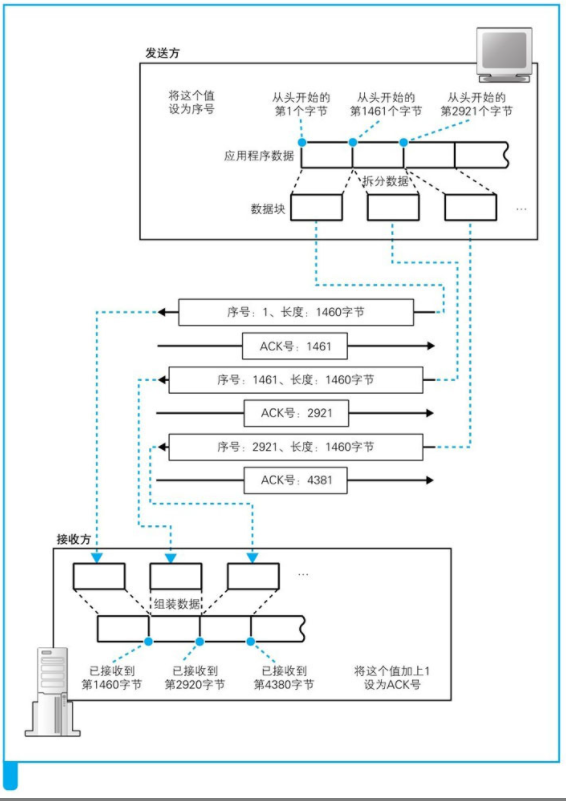 发送方
将这个值
设为序号
从头开始的
第1个字节
从头开始的
第1461个字节
从头开始的
第2921个字节
应用程序数据
拆分数据
数据块
…
序号：1、长度：1460字节
ACK号：1461
序号：1461、长度：1460字节
ACK号：2921
序号：2921、长度：1460字节
ACK号：4381
接收方
…
组装数据
已接收到
第1460字节
已接收到
第2920字节
已接收到
第4380字节
将这个值加上1
设为ACK号